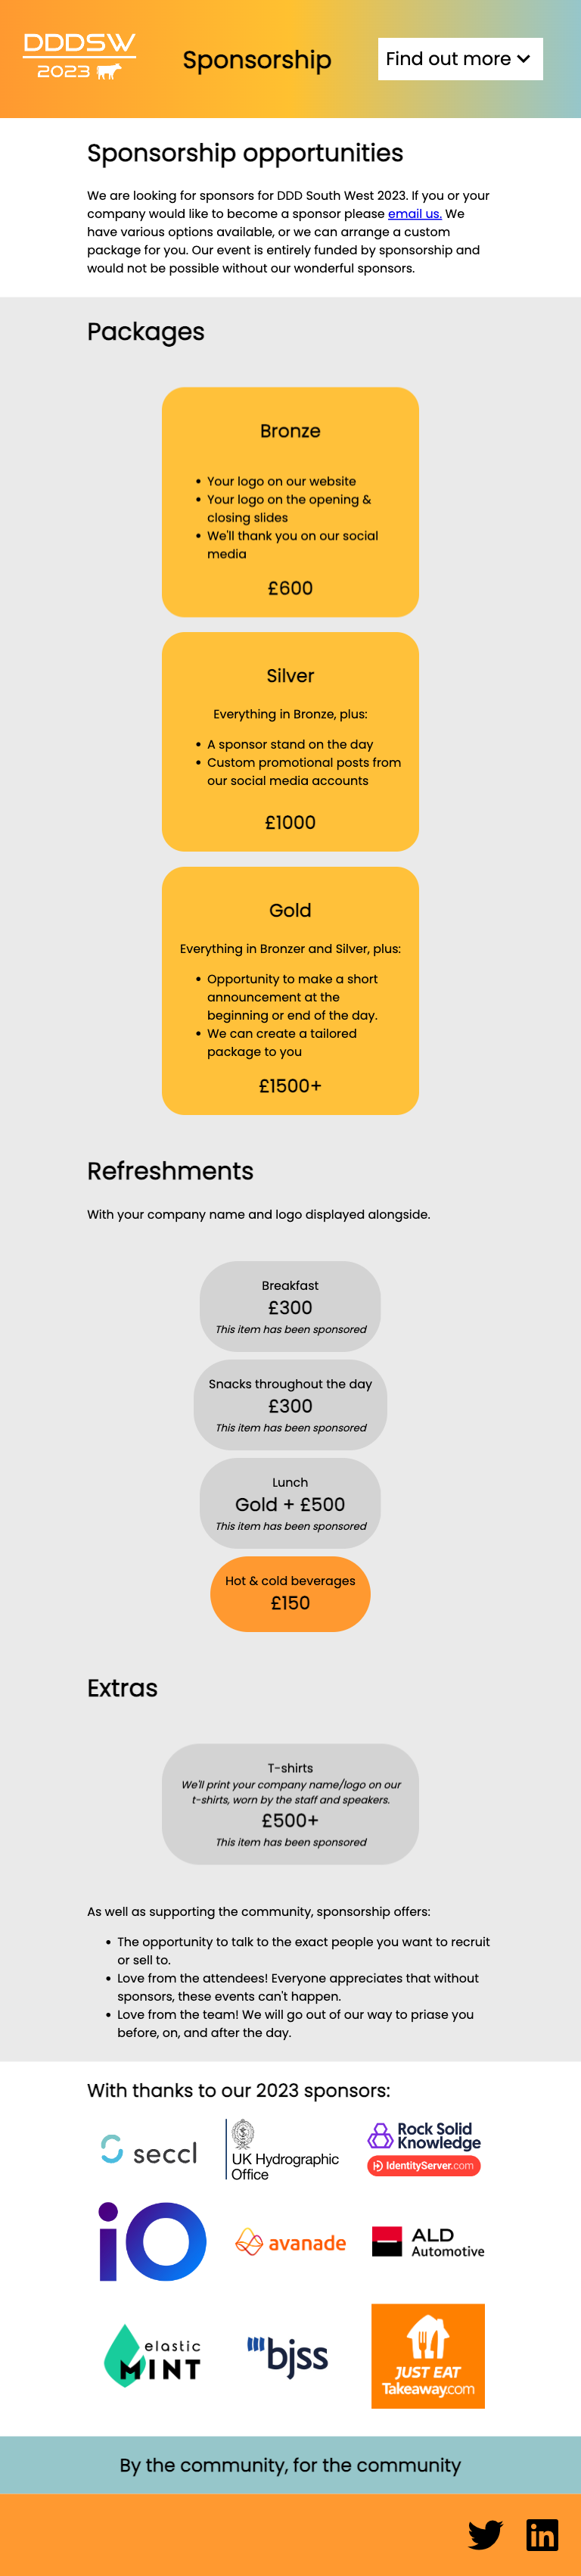 DDDSW
2023
Sponsorship
Find out more
Sponsorship opportunities
We are looking for sponsors for DDD South West 2023. If you or your
company would like to become a sponsor please email us. We
have various options available, or we can arrange a custom
package for you. Our event is entirely funded by sponsorship and
would not be possible without our wonderful sponsors.
Packages
Bronze
• Your logo on our website
• Your logo on the opening &
closing slides
• We'll thank you on our social
media
£600
Silver
Everything in Bronze, plus:
• A sponsor stand on the day
• Custom promotional posts from
our social media accounts
£1000
Gold
Everything in Bronzer and Silver, plus:
• Opportunity to make a short
announcement at the
beginning or end of the day.
• We can create a tailored
package to you
£1500+
Refreshments
With your company name and logo displayed alongside.
Breakfast
£300
This item has been sponsored
Snacks throughout the day
£300
This item has been sponsored
Lunch
Gold + £500
This item has been sponsored
Hot & cold beverages
£150
Extras
T-shirts
We'll print your company name/logo on our
t-shirts, worn by the staff and speakers.
£500+
This item has been sponsored
As well as supporting the community, sponsorship offers:
• The opportunity to talk to the exact people you want to recruit
or sell to.
• Love from the attendees! Everyone appreciates that without
sponsors, these events can't happen.
• Love from the team! We will go out of our way to priase you
before, on, and after the day.
With thanks to our 2023 sponsors:
seccl
UK Hydrographic
Office
Rock Solid
Knowledge
IdentityServer.com
iO
avanade
ALD
Automotive
elastic
MINT
bjss
JUST EAT
Takeaway.com
By the community, for the community
in